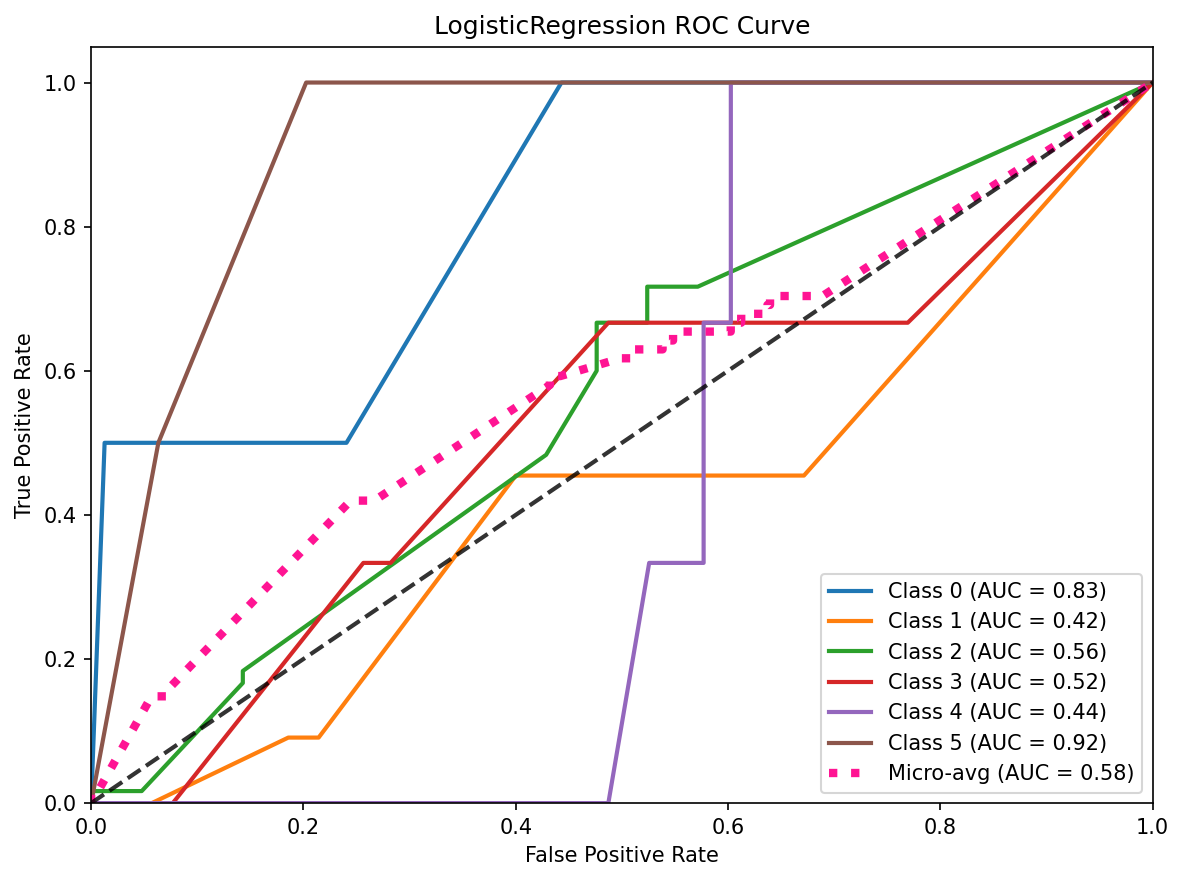 LogisticRegression ROC Curve
True Positive Rate
1.0
0.8
0.6
0.4
0.2
0.0
0.0 0.2 0.4 0.6 0.8 1.0
False Positive Rate
Class 0 (AUC = 0.83)
Class 1 (AUC = 0.42)
Class 2 (AUC = 0.56)
Class 3 (AUC = 0.52)
Class 4 (AUC = 0.44)
Class 5 (AUC = 0.92)
Micro-avg (AUC = 0.58)